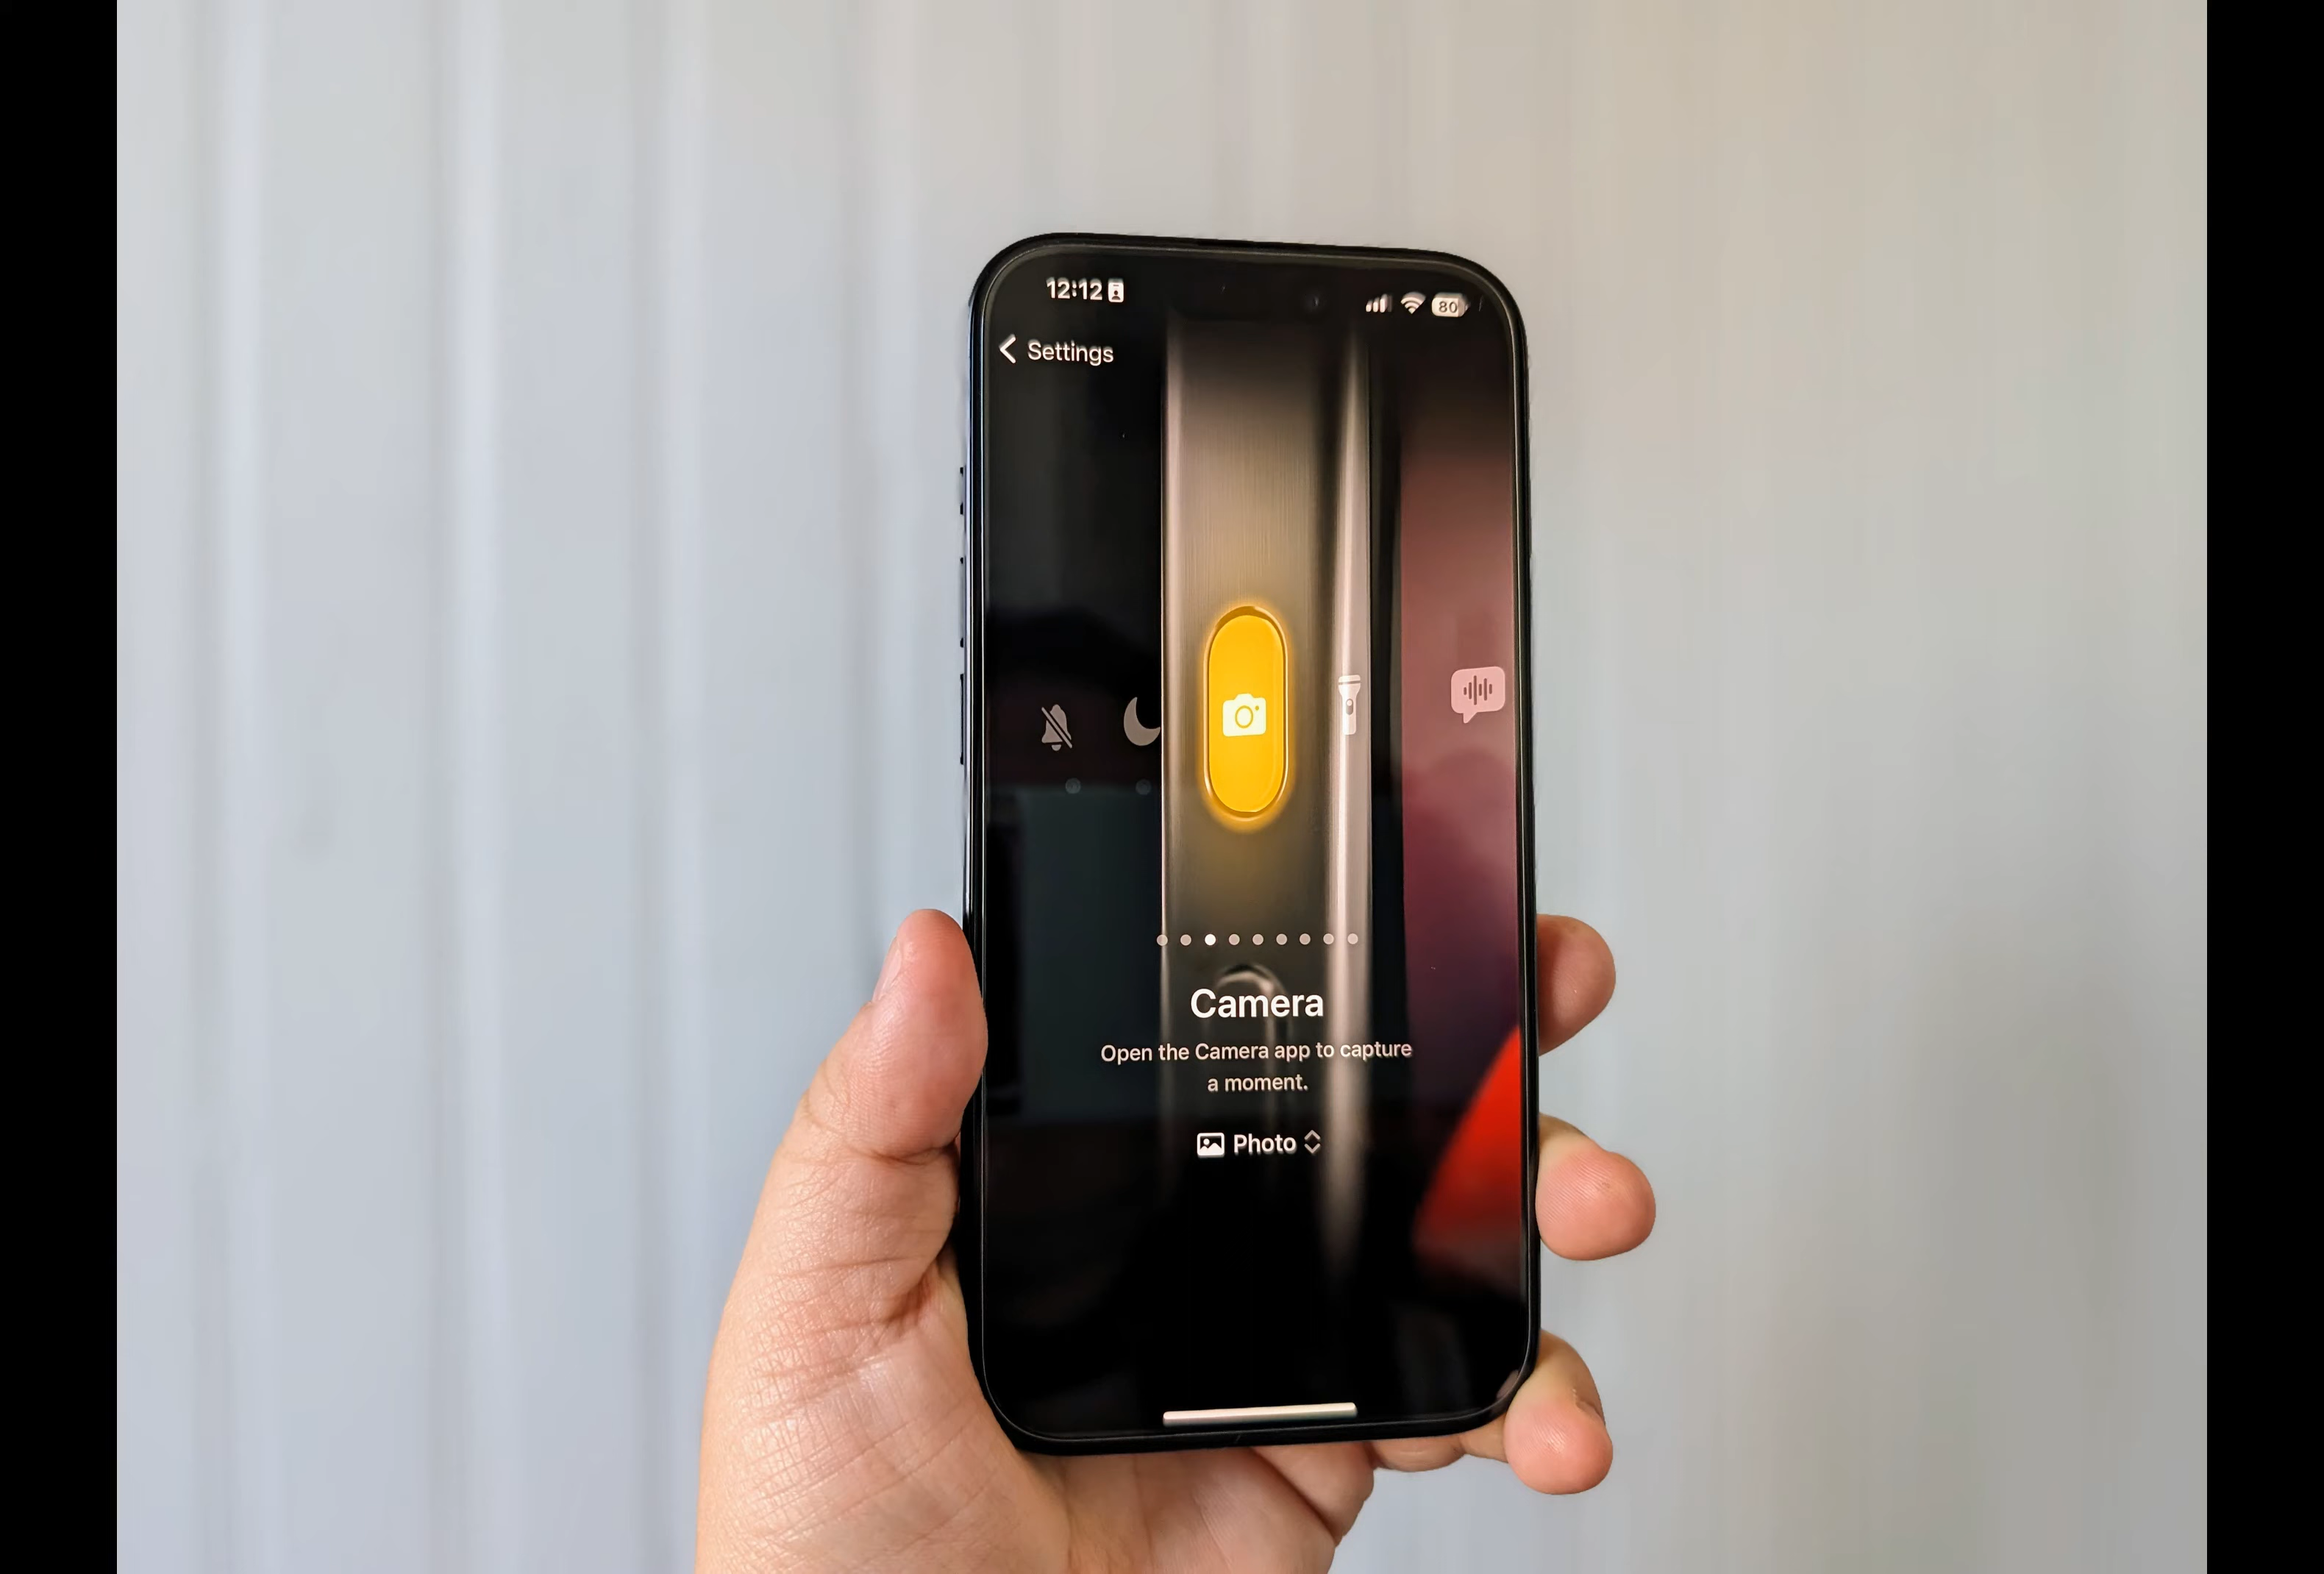 12:12
80
Settings
Camera
Open the Camera app to capture
a moment.
Photo